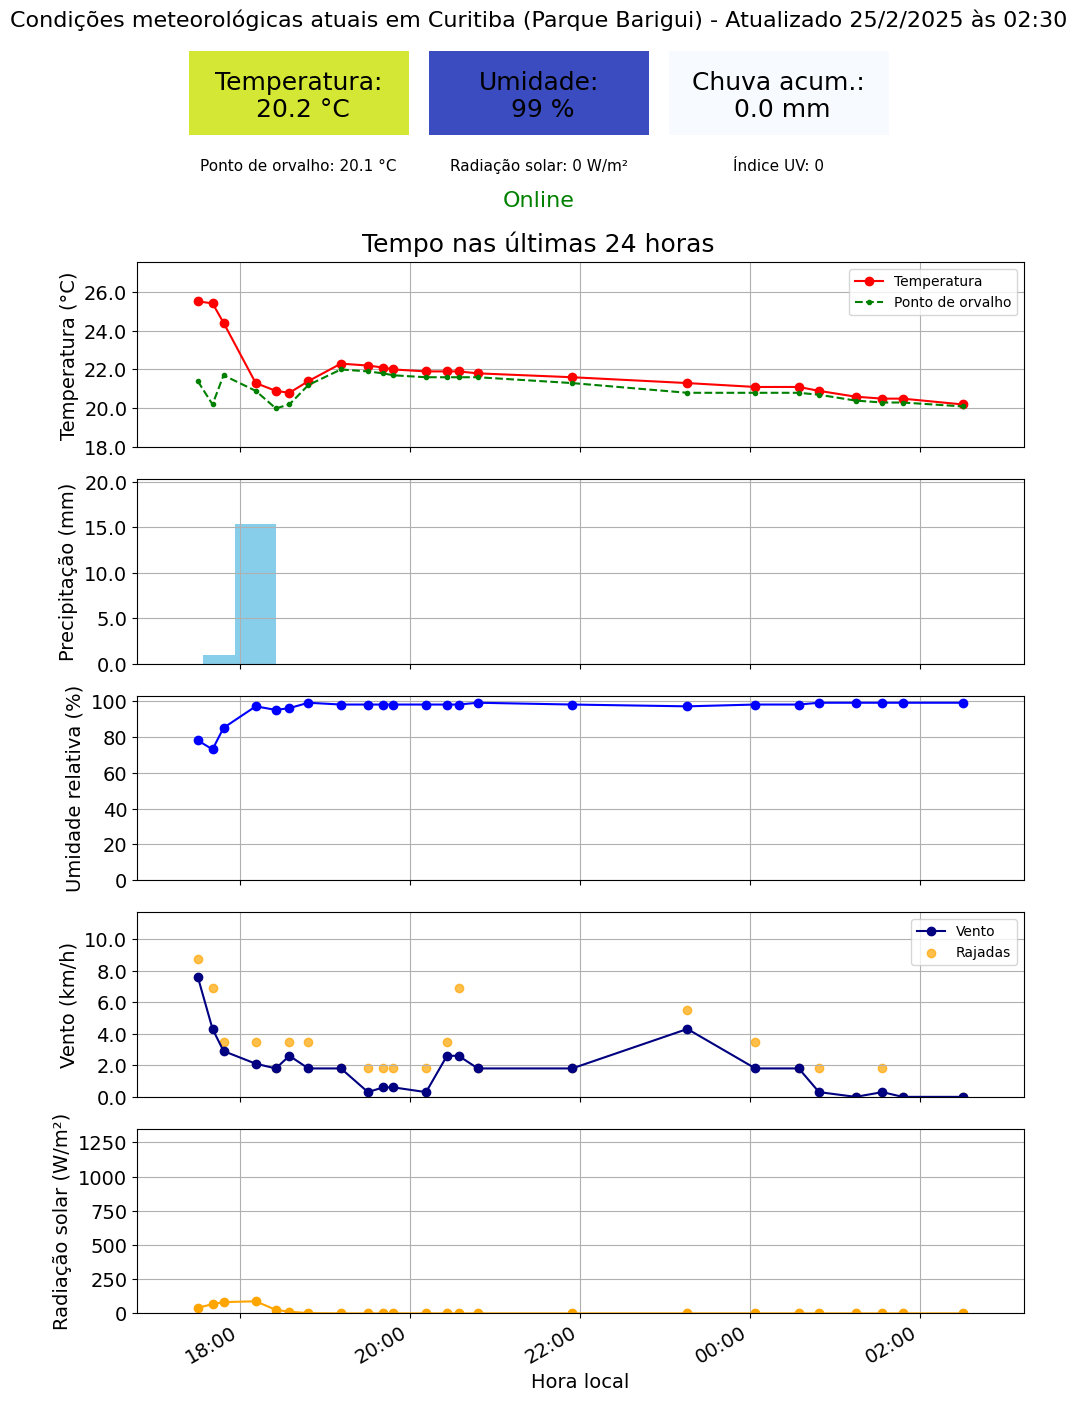 Condições meteorológicas atuais em Curitiba (Parque Barigui) - Atualizado 25/2/2025 às 02:30
Temperatura:
20.2 °C
Umidade:
99 %
Chuva acum.:
0.0 mm
Ponto de orvalho: 20.1 °C
Radiação solar: 0 W/m²
Índice UV: 0
Online
Tempo nas últimas 24 horas
Temperatura (°C)
26.0
24.0
22.0
20.0
18.0
Temperatura
Ponto de orvalho
Precipitação (mm)
20.0
15.0
10.0
5.0
0.0
Umidade relativa (%)
100
80
60
40
20
0
Vento (km/h)
10.0
8.0
6.0
4.0
2.0
0.0
Vento
Rajadas
Radiação solar (W/m²)
1250
1000
750
500
250
0
18:00
20:00
22:00
00:00
02:00
Hora local